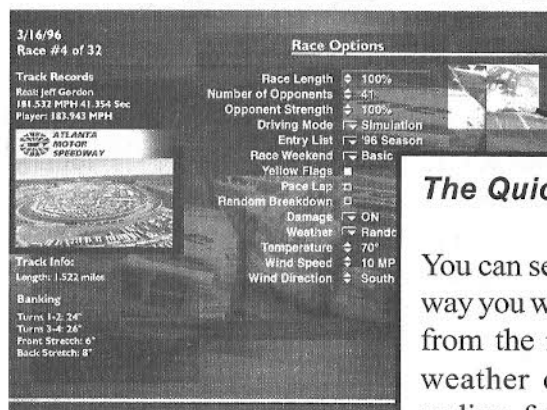 3/16/96
Race #4 of 32
Track Records
Real: Jeff Gordon
181.532 MPH 41.354 Sec
Player: 183.943 MPH
ATLANTA
MOTOR
SPEEDWAY
Track Info:
Length: 1.522 miles
Banking
Turns 1-2: 24°
Turns 3-4: 26°
Front Stretch: 6°
Back Stretch: 8°
Race Options
Race Length 100%
Number of Opponents 41
Opponent Strength 100%
Driving Mode Simulation
Entry List '96 Season
Race Weekend Basic
Yellow Flags
Pace Lap
Random Breakdown
Damage ON
Weather Rando
Temperature 70°
Wind Speed 10 MP
Wind Direction South
The Quic
You can se
way you w
from the
weather